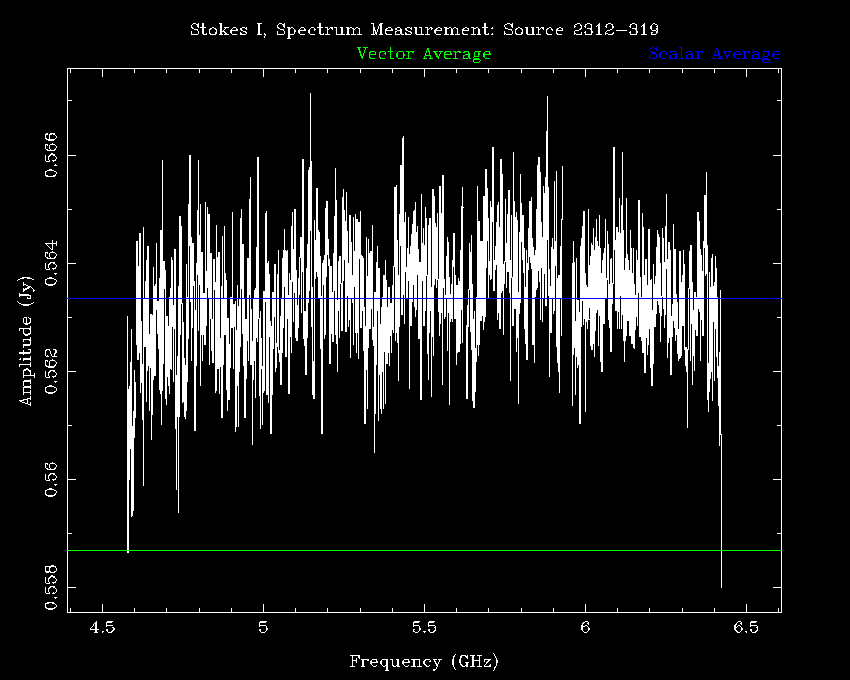 Stokes I, Spectrum Measurement: Source 2312-319
Vector Average Scalar Average
Amplitude (Jy)
0.566
0.564
0.562
0.56
0.558
4.5 5 5.5 6 6.5
Frequency (GHz)